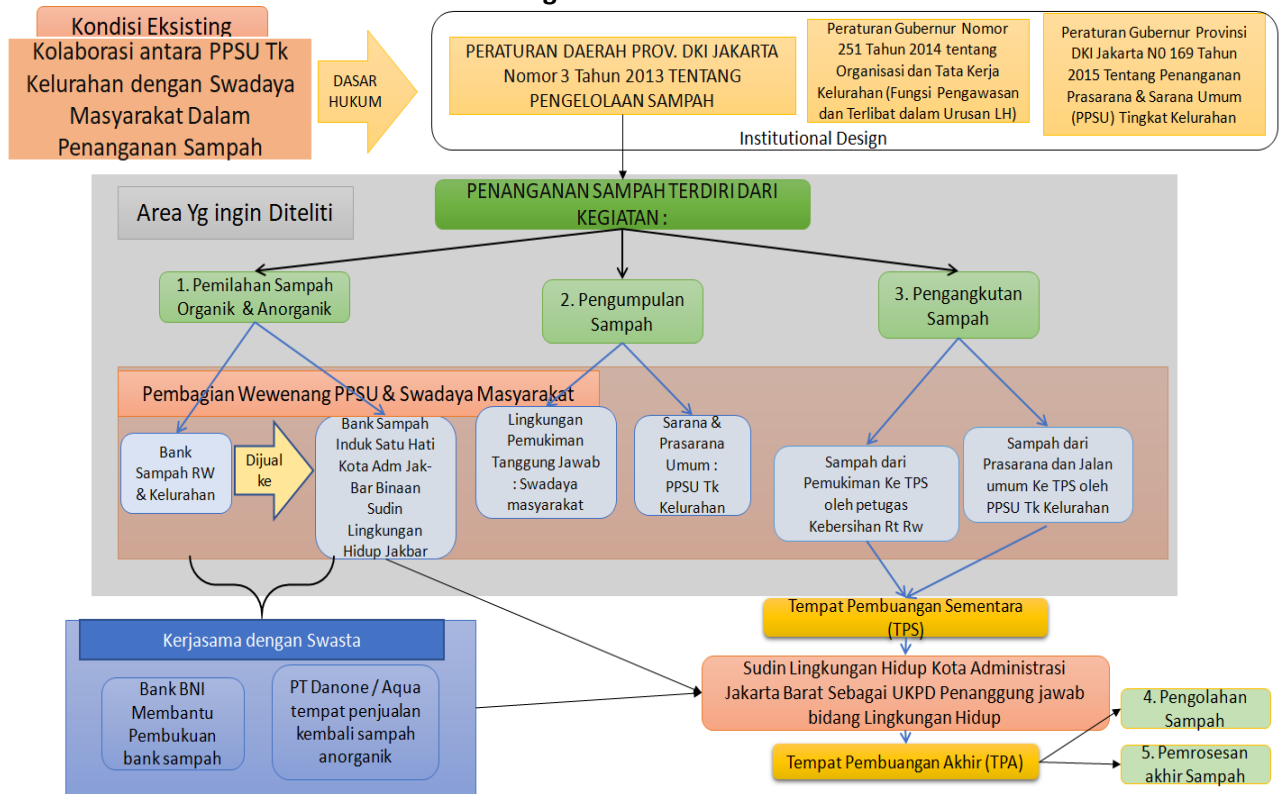 Kondisi Eksisting
Kolaborasi antara PPSU Tk
Kelurahan dengan Swadaya
Masyarakat Dalam
Penanganan Sampah
DASAR
HUKUM
PERATURAN DAERAH PROV. DKI JAKARTA
Nomor 3 Tahun 2013 TENTANG
PENGELOLAAN SAMPAH
Peraturan Gubernur Nomor
251 Tahun 2014 tentang
Organisasi dan Tata Kerja
Kelurahan (Fungsi Pengawasan
dan Terlibat dalam Urusan LH)
Peraturan Gubernur Provinsi
DKI Jakarta N0 169 Tahun
2015 Tentang Penanganan
Prasarana & Sarana Umum
(PPSU) Tingkat Kelurahan
Institutional Design
Area Yg ingin Diteliti
PENANGANAN SAMPAH TERDIRI DARI
KEGIATAN :
1. Pemilahan Sampah
Organik & Anorganik
2. Pengumpulan
Sampah
3. Pengangkutan
Sampah
Pembagian Wewenang PPSU & Swadaya Masyarakat
Bank
Sampah RW
& Kelurahan
Dijual
ke
Bank Sampah
Induk Satu Hati
Kota Adm Jak-
Bar Binaan
Sudin
Lingkungan
Hidup Jakbar
Lingkungan
Pemukiman
Tanggung Jawab
: Swadaya
masyarakat
Sarana &
Prasarana
Umum :
PPSU Tk
Kelurahan
Sampah dari
Pemukiman Ke TPS
oleh petugas
Kebersihan Rt Rw
Sampah dari
Prasarana dan Jalan
umum Ke TPS oleh
PPSU Tk Kelurahan
Tempat Pembuangan Sementara
(TPS)
Kerjasama dengan Swasta
Bank BNI
Membantu
Pembukuan
bank sampah
PT Danone / Aqua
tempat penjualan
kembali sampah
anorganik
Sudin Lingkungan Hidup Kota Administrasi
Jakarta Barat Sebagai UKPD Penanggung jawab
bidang Lingkungan Hidup
Tempat Pembuangan Akhir (TPA)
4. Pengolahan
Sampah
5. Pemrosesan
akhir Sampah